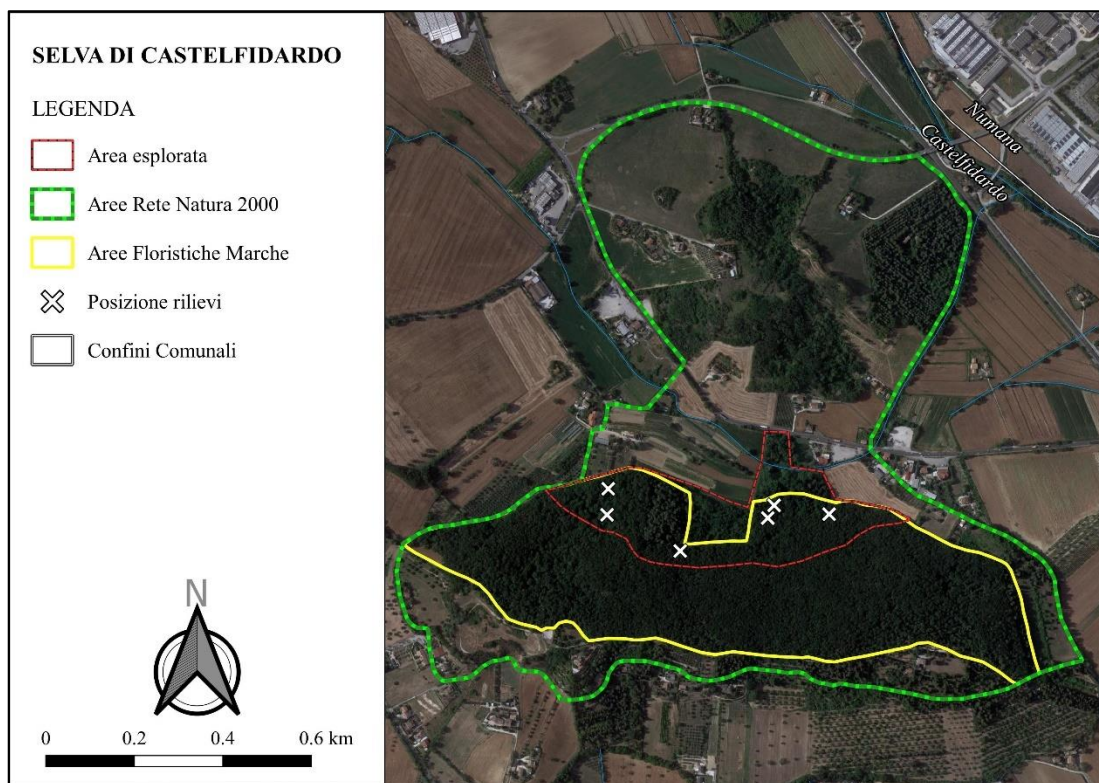 SELVA DI CASTELFIDARDO
LEGENDA
Area esplorata
Aree Rete Natura 2000
Aree Floristiche Marche
Posizione rilievi
Confini Comunali
N
0 0.2 0.4 0.6 km
Numana
Castelfidardo